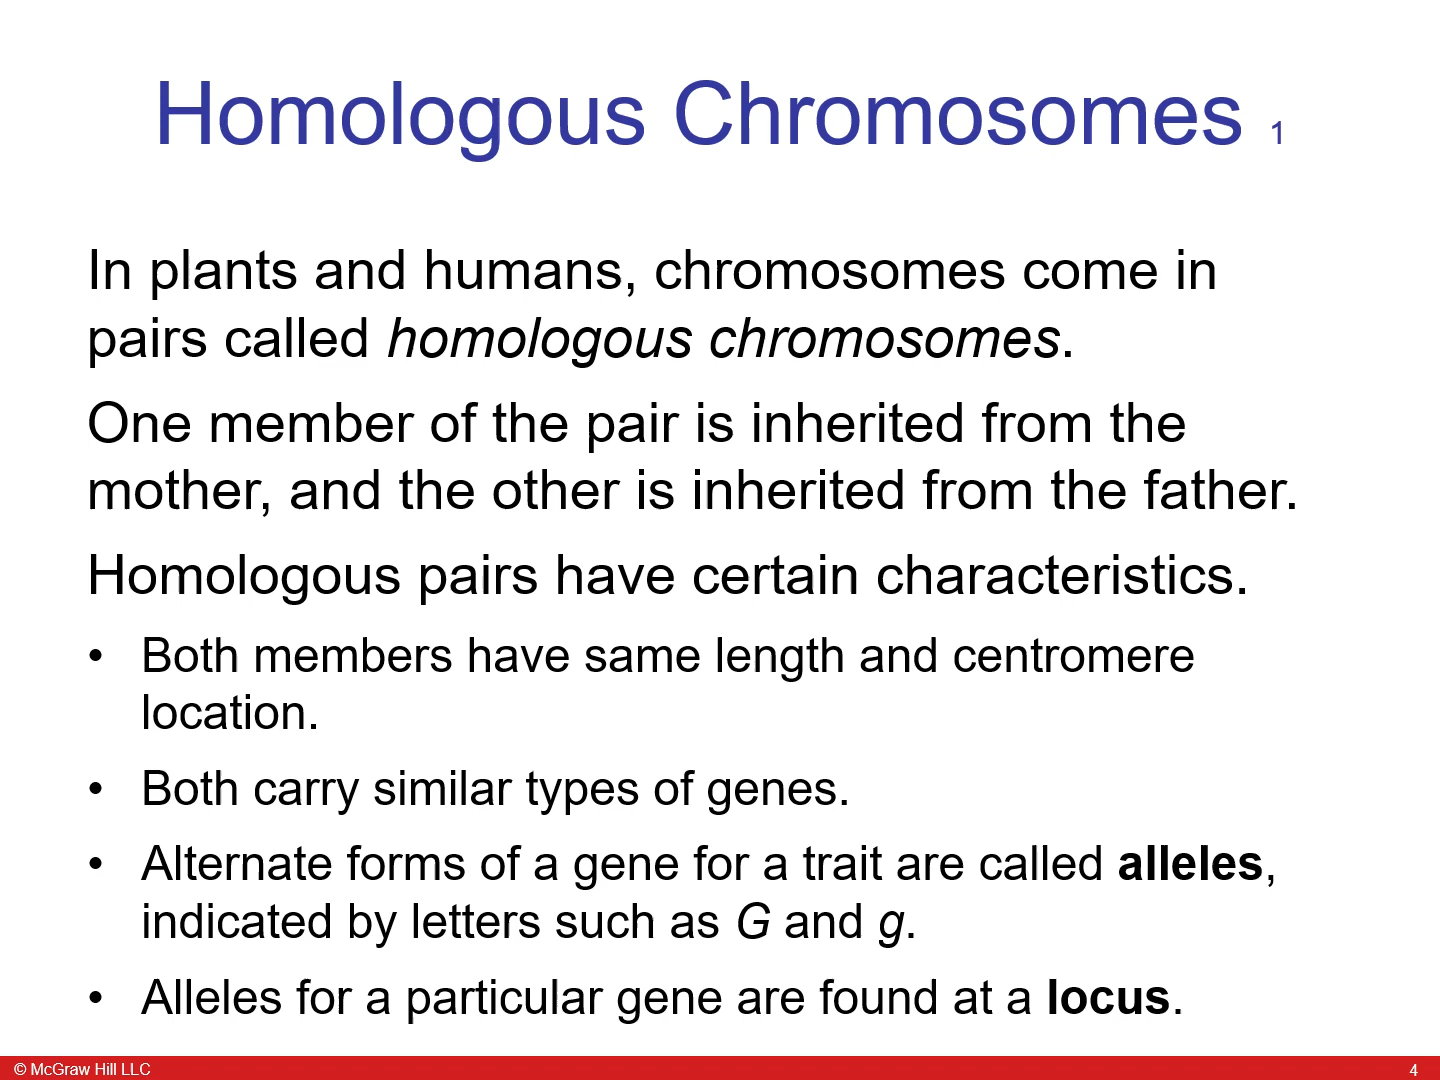 Homologous Chromosomes 1
In plants and humans, chromosomes come in
pairs called homologous chromosomes.
One member of the pair is inherited from the
mother, and the other is inherited from the father.
Homologous pairs have certain characteristics.
• Both members have same length and centromere
location.
• Both carry similar types of genes.
• Alternate forms of a gene for a trait are called alleles,
indicated by letters such as G and g.
• Alleles for a particular gene are found at a locus.
© McGraw Hill LLC 4